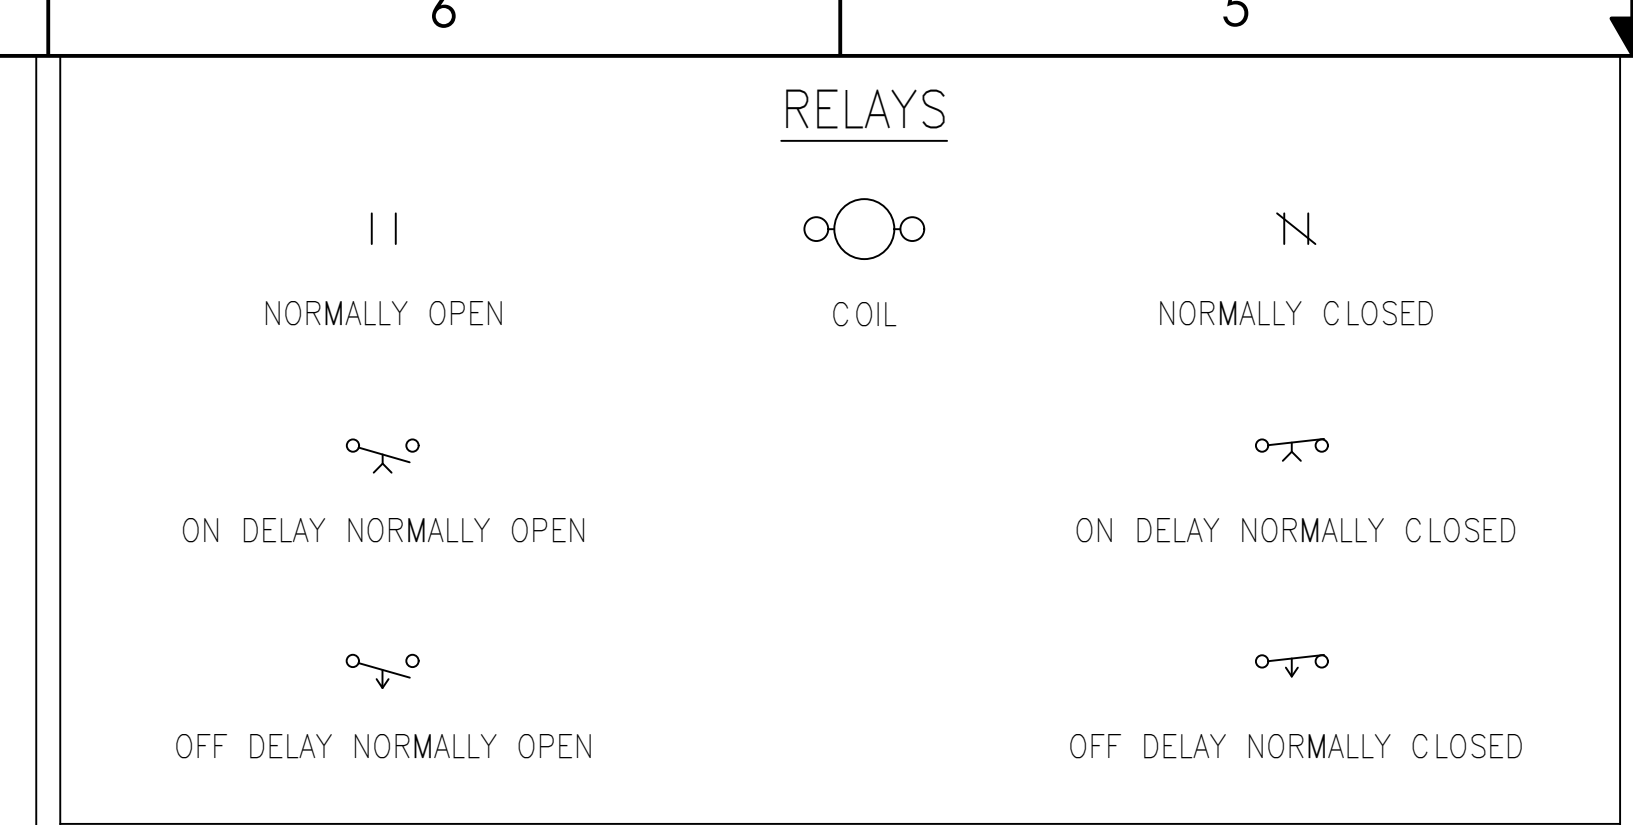 6 5
RELAYS
NORMALLY OPEN COIL NORMALLY CLOSED
ON DELAY NORMALLY OPEN ON DELAY NORMALLY CLOSED
OFF DELAY NORMALLY OPEN OFF DELAY NORMALLY CLOSED